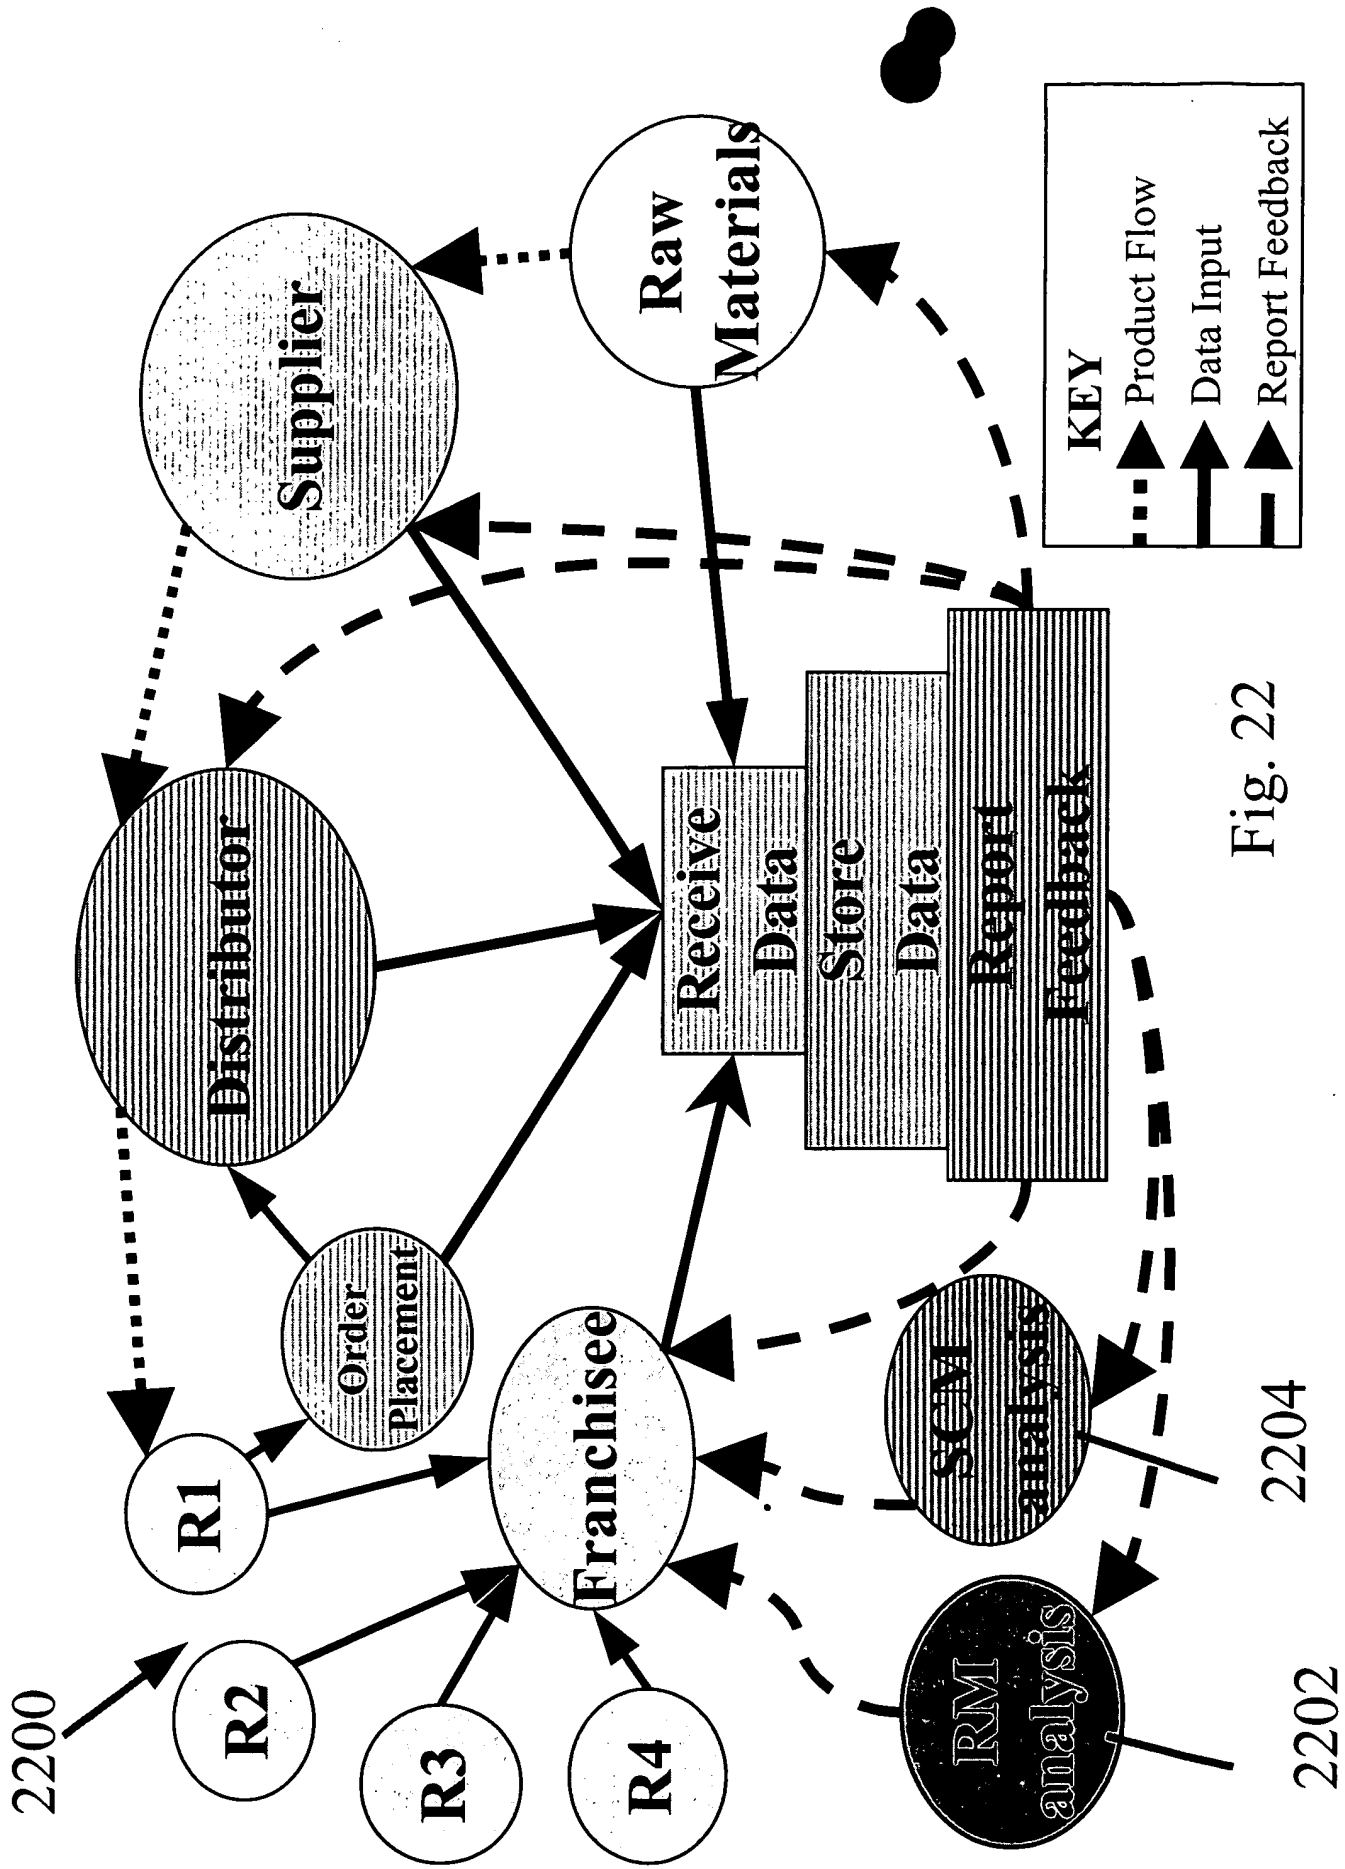 2200
R1
R2
R3
R4
Order
Placement
Distributor
Supplier
Raw
Materials
Franchisee
Receive
Data
Store
Data
Report
Feedback
RM
analysis
SCM
analysis
2202
2204
KEY
Product Flow
Data Input
Report Feedback
Fig. 22